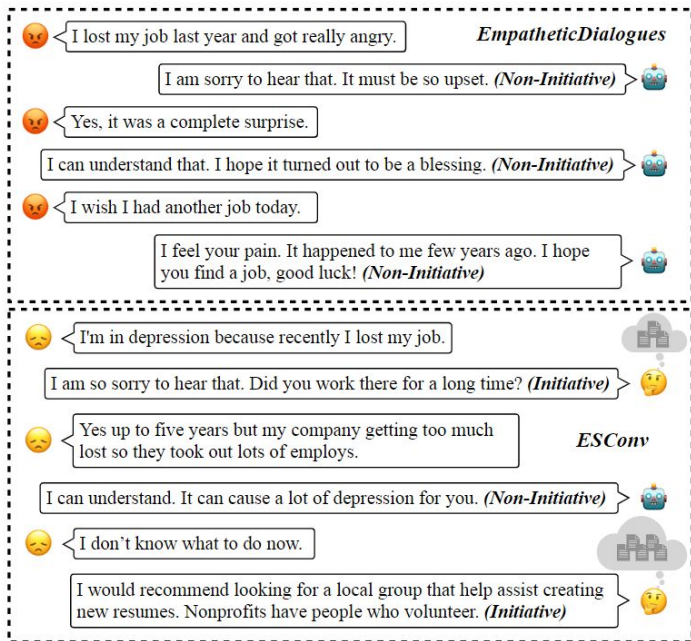 I lost my job last year and got really angry.
EmpatheticDialogues
I am sorry to hear that. It must be so upset. (Non-Initiative)
Yes, it was a complete surprise.
I can understand that. I hope it turned out to be a blessing. (Non-Initiative)
I wish I had another job today.
I feel your pain. It happened to me few years ago. I hope
you find a job, good luck! (Non-Initiative)
I'm in depression because recently I lost my job.
I am so sorry to hear that. Did you work there for a long time? (Initiative)
Yes up to five years but my company getting too much
lost so they took out lots of employs.
ESConv
I can understand. It can cause a lot of depression for you. (Non-Initiative)
I don’t know what to do now.
I would recommend looking for a local group that help assist creating
new resumes. Nonprofits have people who volunteer. (Initiative)